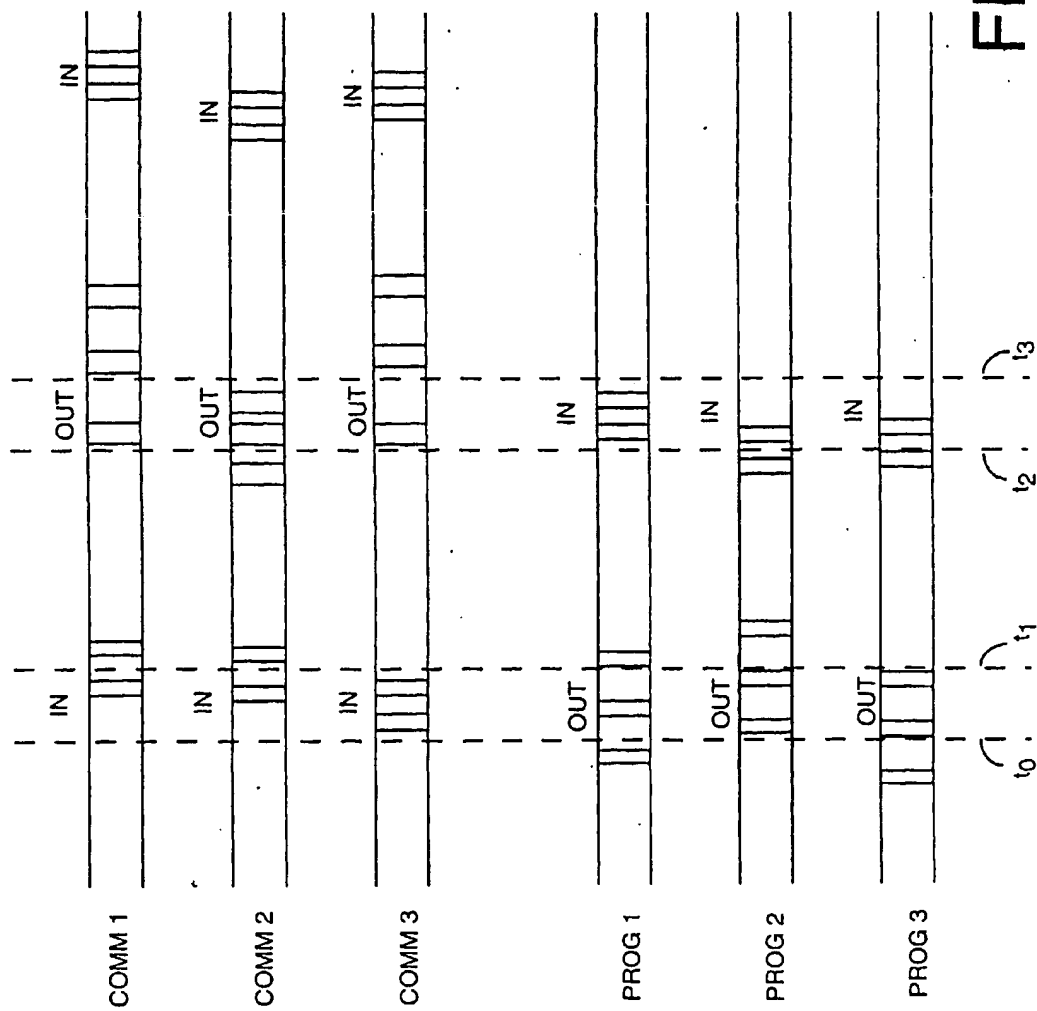 COMM 1
IN
OUT
IN
COMM 2
IN
OUT
IN
COMM 3
IN
OUT
IN
PROG 1
OUT
IN
PROG 2
OUT
IN
PROG 3
OUT
IN
t0
t1
t2
t3